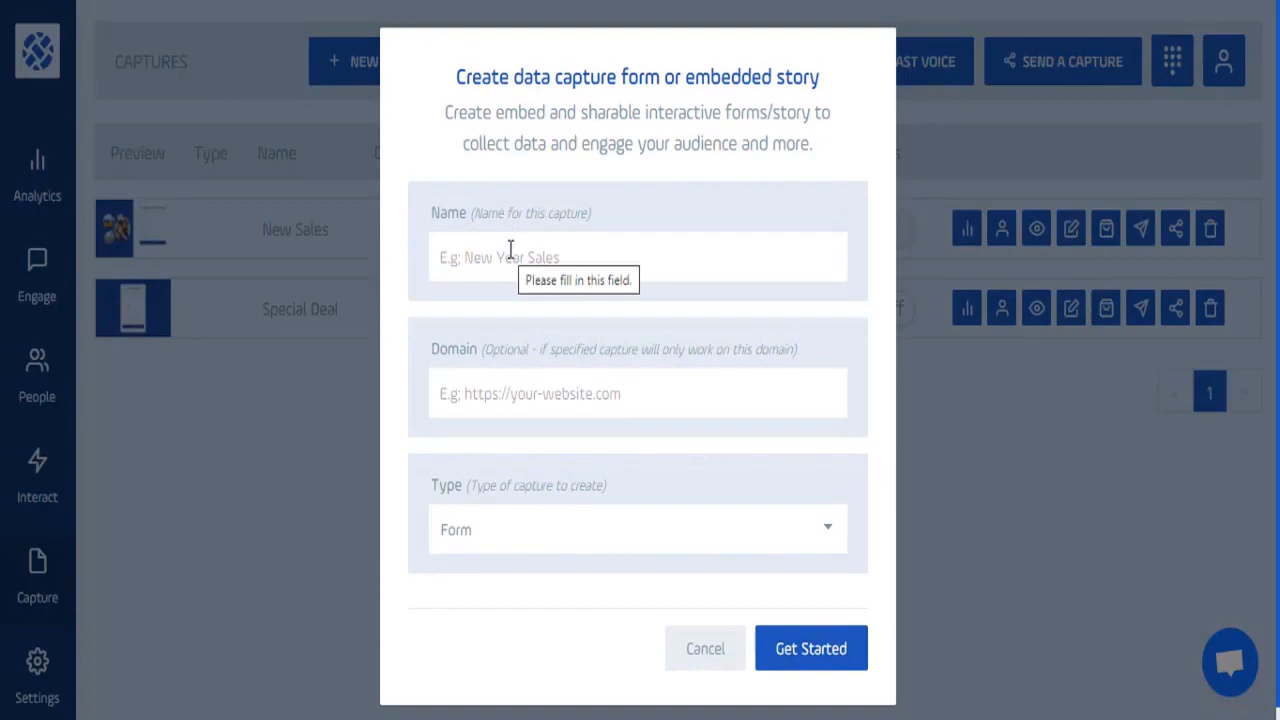 CAPTURES
+ NEW
AST VOICE
SEND A CAPTURE
Create data capture form or embedded story
Create embed and sharable interactive forms/story to
collect data and engage your audience and more.
Preview Type Name
Name (Name for this capture)
E.g; New Year Sales
Please fill in this field.
New Sales
Special Deal
Domain (Optional - if specified capture will only work on this domain)
E.g; https://your-website.com
1
Type (Type of capture to create)
Form
Cancel
Get Started
Analytics
Engage
People
Interact
Capture
Settings